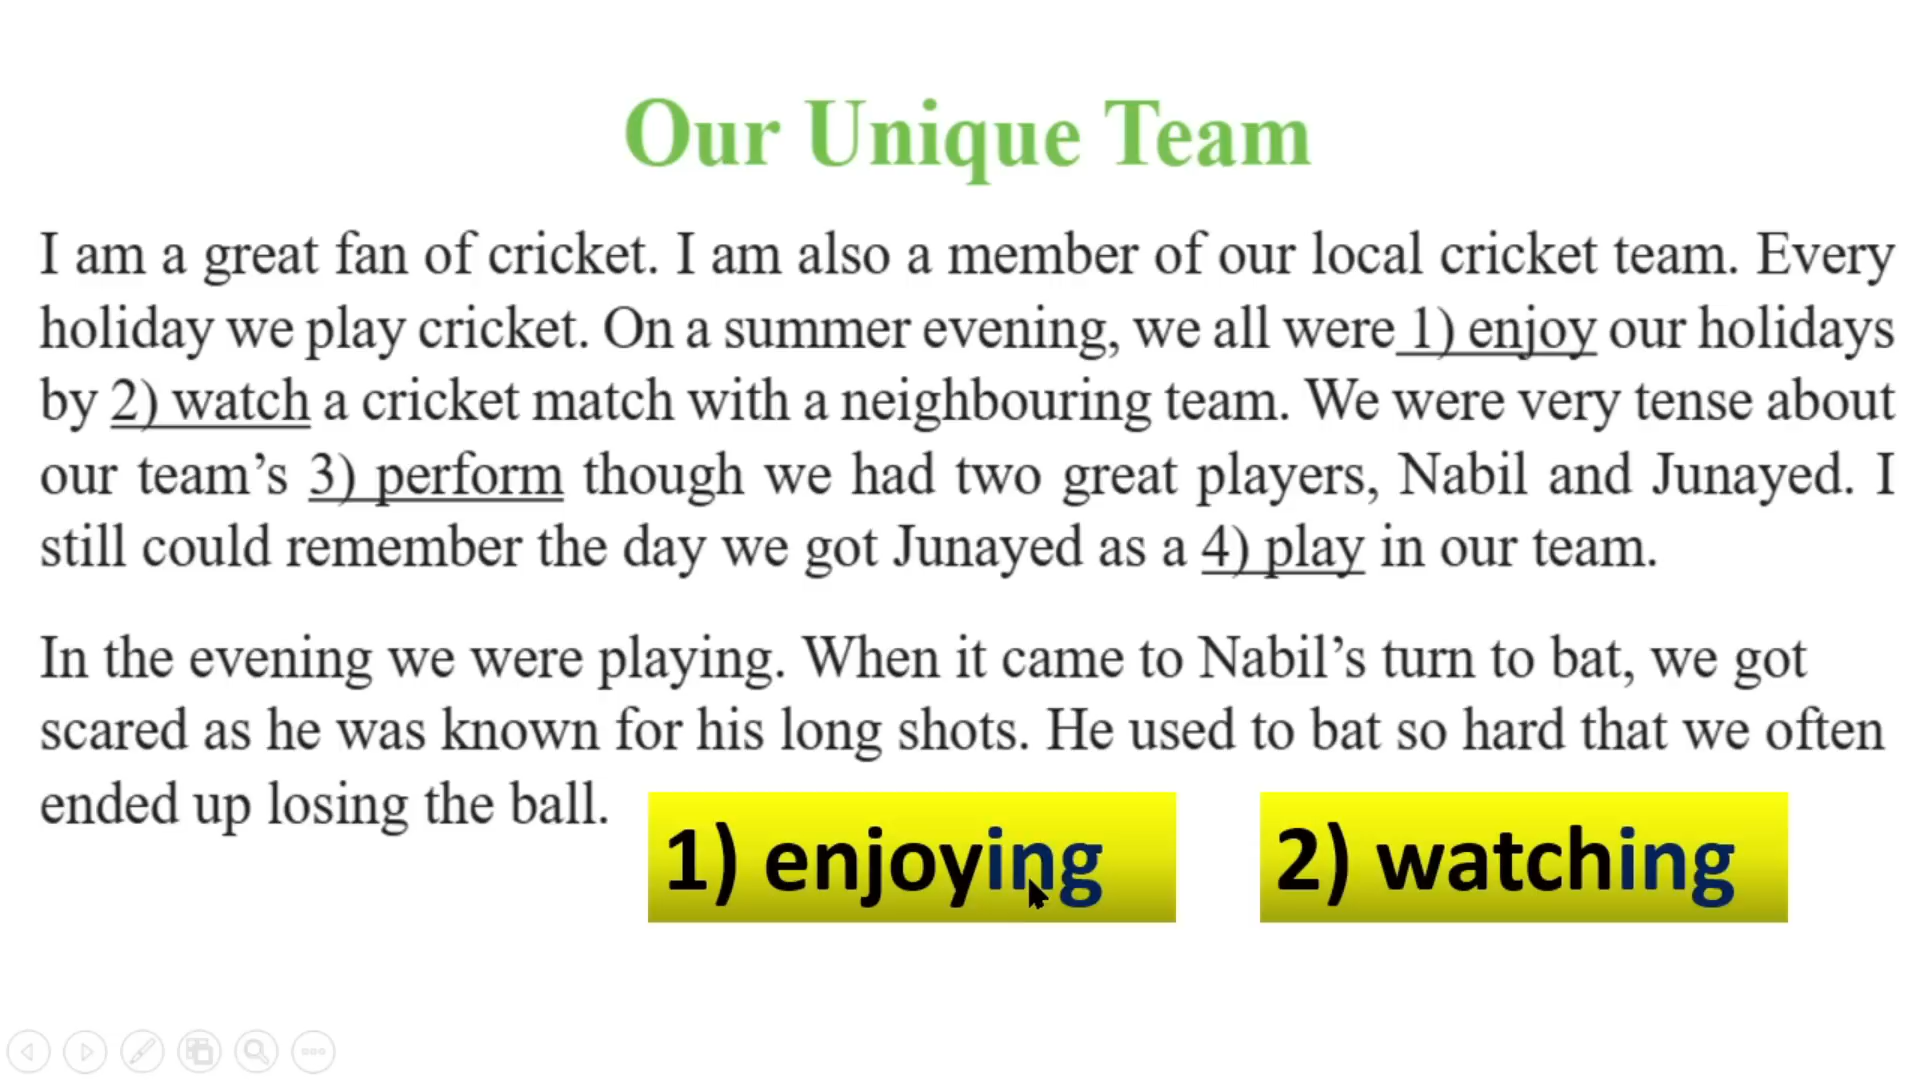 Our Unique Team
I am a great fan of cricket. I am also a member of our local cricket team. Every
holiday we play cricket. On a summer evening, we all were 1) enjoy our holidays
by 2) watch a cricket match with a neighbouring team. We were very tense about
our team’s 3) perform though we had two great players, Nabil and Junayed. I
still could remember the day we got Junayed as a 4) play in our team.
In the evening we were playing. When it came to Nabil’s turn to bat, we got
scared as he was known for his long shots. He used to bat so hard that we often
ended up losing the ball.
1) enjoying
2) watching